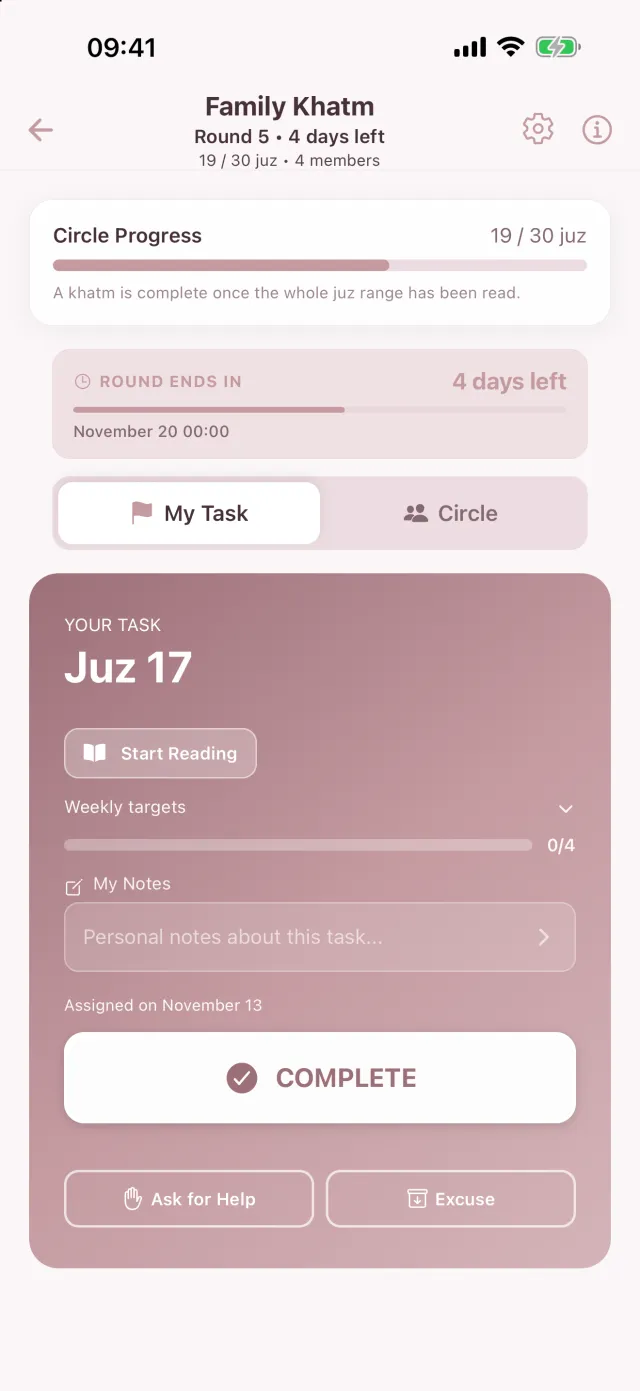 09:41
Family Khatm
Round 5 • 4 days left
19 / 30 juz • 4 members
Circle Progress
19 / 30 juz
A khatm is complete once the whole juz range has been read.
ROUND ENDS IN
4 days left
November 20 00:00
My Task
Circle
YOUR TASK
Juz 17
Start Reading
Weekly targets
0/4
My Notes
Personal notes about this task...
Assigned on November 13
COMPLETE
Ask for Help
Excuse